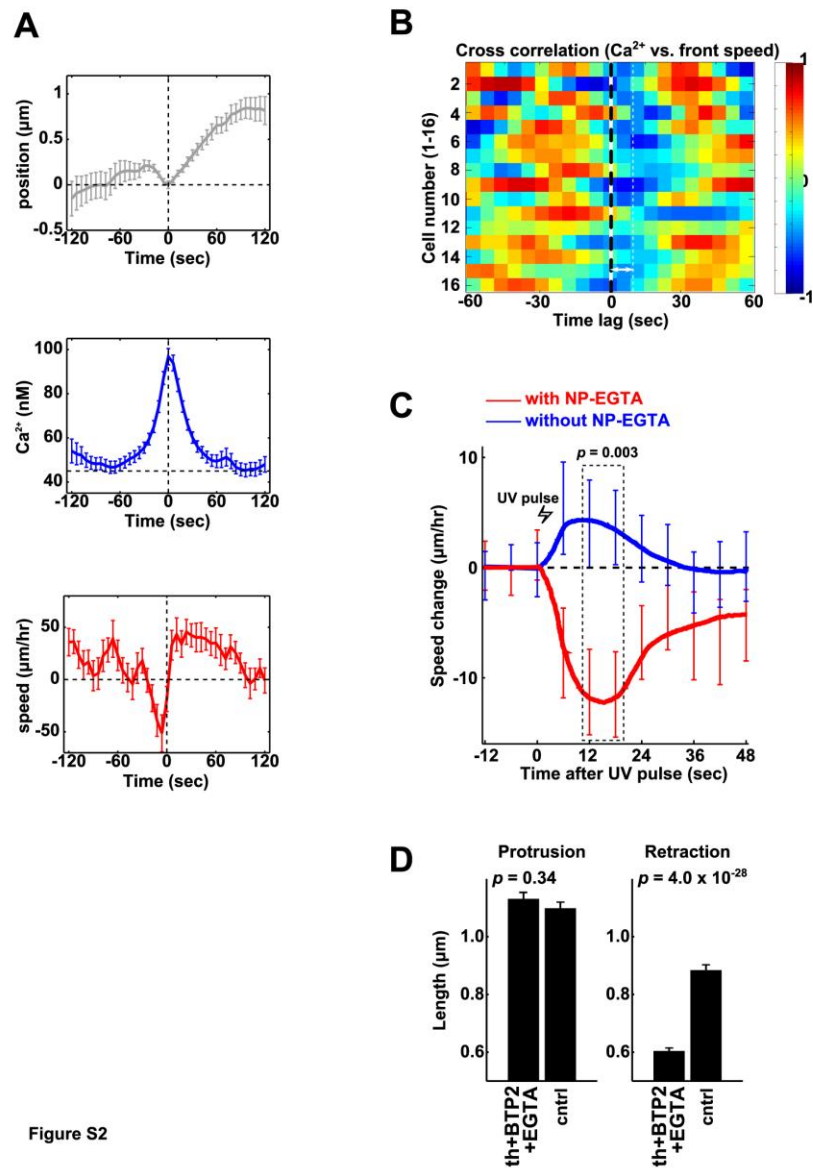 A
position (µm)
1
0.5
0
-0.5
-120 -60 0 60 120
Time (sec)
Ca²⁺ (nM)
100
80
60
40
-120 -60 0 60 120
Time (sec)
speed (µm/hr)
50
0
-50
-120 -60 0 60 120
Time (sec)
B
Cross correlation (Ca²⁺ vs. front speed)
Cell number (1-16)
2
4
6
8
10
12
14
16
-60 -30 0 30 60
Time lag (sec)
1
0
-1
C
with NP-EGTA
without NP-EGTA
p = 0.003
UV pulse
Speed change (µm/hr)
10
0
-10
-12 0 12 24 36 48
Time after UV pulse (sec)
D
Protrusion Retraction
p = 0.34 p = 4.0 x 10⁻²⁸
Length (µm)
1.0
0.8
0.6
1.0
0.8
0.6
th+BTP2
+EGTA
cntrl
th+BTP2
+EGTA
cntrl
Figure S2